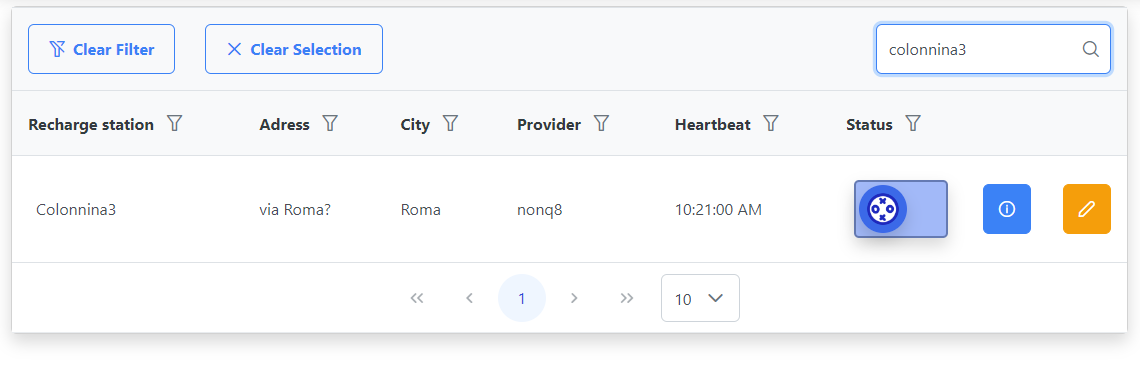 Clear Filter Clear Selection colonnina3
Recharge station Adress City Provider Heartbeat Status
Colonnina3 via Roma? Roma nonq8 10:21:00 AM
1 10